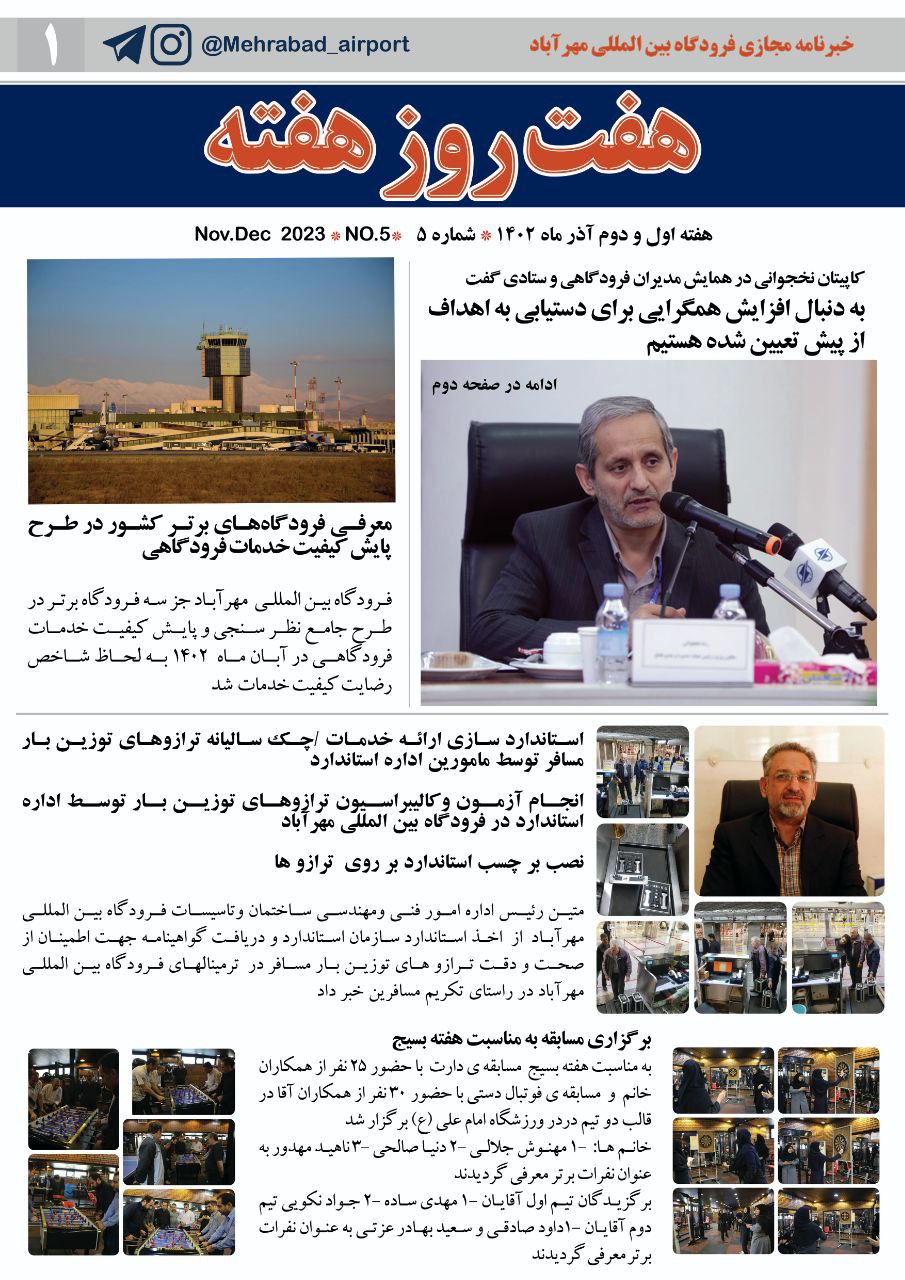 خبرنامه مجازی فرودگاه بین المللی مهرآباد
@Mehrabad_airport
۱
هفت روز هفته
هفته اول و دوم آذر ماه ۱۴۰۲ * شماره ۵ *Nov.Dec 2023 * NO.5
کاپیتان نخجوانی در همایش مدیران فرودگاهی و ستادی گفت
به دنبال افزایش همگرایی برای دستیابی به اهداف
از پیش تعیین شده هستیم
ادامه در صفحه دوم
معرفی فرودگاه‌های برتر کشور در طرح
پایش کیفیت خدمات فرودگاهی
فرودگاه بین المللی مهرآباد جز سه فرودگاه برتر در
طرح جامع نظر سنجی و پایش کیفیت خدمات
فرودگاهی در آبان ماه ۱۴۰۲ به لحاظ شاخص
رضایت کیفیت خدمات شد
استاندارد سازی ارائه خدمات /چک سالیانه ترازوهای توزین بار
مسافر توسط مامورین اداره استاندارد
انجام آزمون وکالیبراسیون ترازوهای توزین بار توسط اداره
استاندارد در فرودگاه بین المللی مهرآباد
نصب بر چسب استاندارد بر روی ترازو ها
متین رئیس اداره امور فنی ومهندسی ساختمان وتاسیسات فرودگاه بین المللی
مهرآباد از اخذ استاندارد سازمان استاندارد و دریافت گواهینامه جهت اطمینان از
صحت و دقت ترازو های توزین بار مسافر در ترمینالهای فرودگاه بین المللی
مهرآباد در راستای تکریم مسافرین خبر داد
برگزاری مسابقه به مناسبت هفته بسیج
به مناسبت هفته بسیج مسابقه ی دارت با حضور ۲۵ نفر از همکاران
خانم و مسابقه ی فوتبال دستی با حضور ۳۰ نفر از همکاران آقا در
قالب دو تیم دردر ورزشگاه امام علی (ع) برگزار شد
خانم ها: -۱ مهنوش جلالی -۲ دنیا صالحی -۳ناهید مهدور به
عنوان نفرات برتر معرفی گردیدند
برگزیدگان تیم اول آقایان -۱ مهدی ساده -۲ جواد نکویی تیم
دوم آقایان -۱داود صادقی و سعید بهادر عزتی به عنوان نفرات
برتر معرفی گردیدند